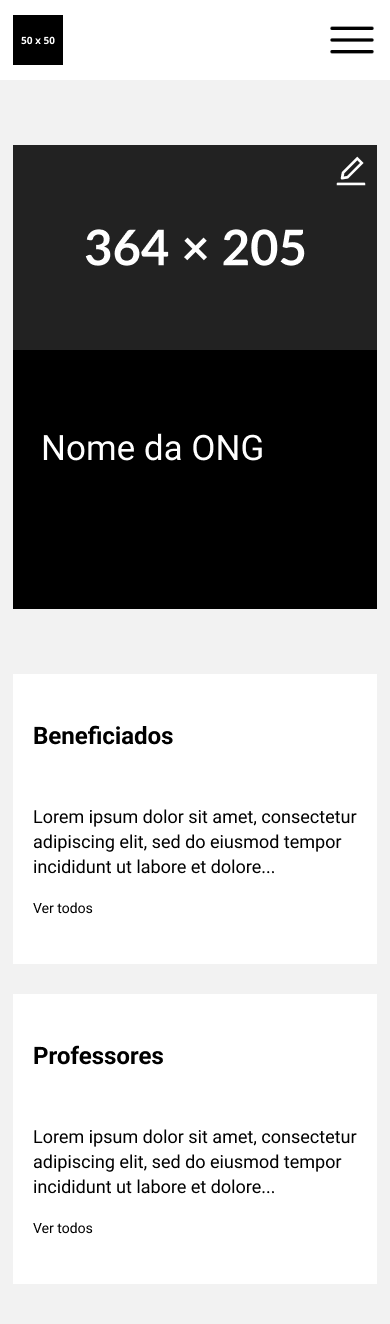 50 x 50
364 × 205
Nome da ONG
Beneficiados
Lorem ipsum dolor sit amet, consectetur
adipiscing elit, sed do eiusmod tempor
incididunt ut labore et dolore...
Ver todos
Professores
Lorem ipsum dolor sit amet, consectetur
adipiscing elit, sed do eiusmod tempor
incididunt ut labore et dolore...
Ver todos